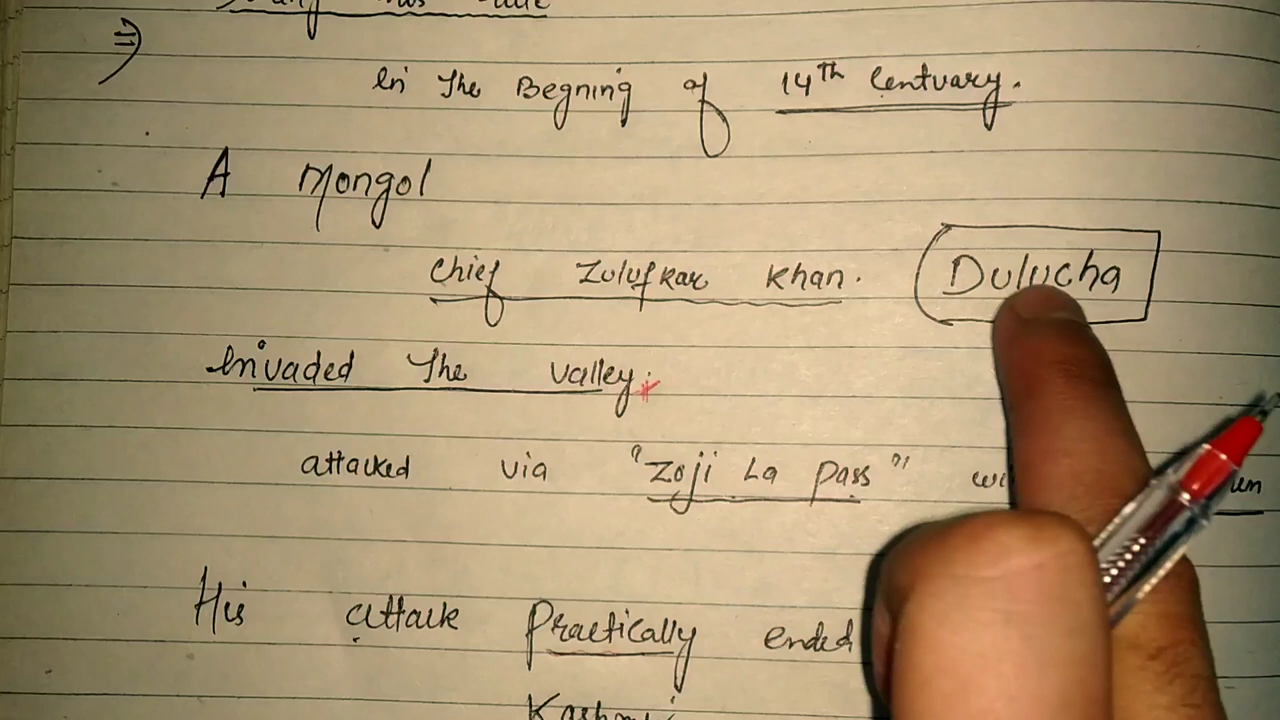 In The Begning of 14th Centuary.
A Mongol
Chief Zulufkar Khan. Dulucha
Invaded The valley.
attacked via "Zoji La Pass"
His attack Practically ended